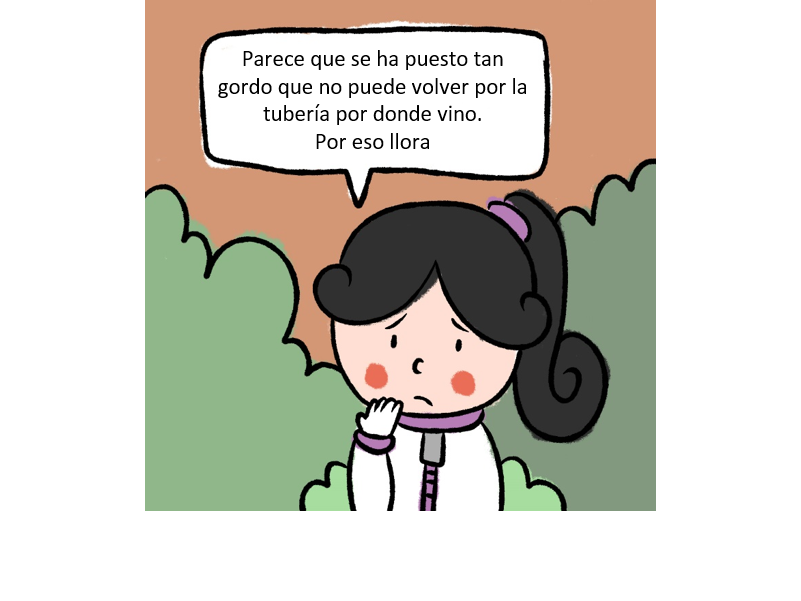 Parece que se ha puesto tan
gordo que no puede volver por la
tubería por donde vino.
Por eso llora